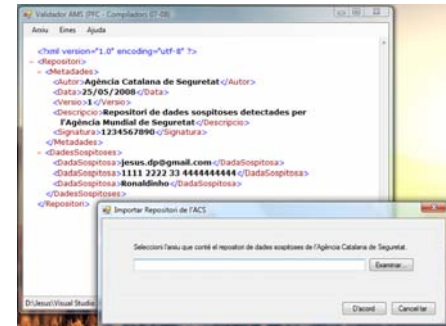 Validador AMS (PFC - Compiladors 07-08)
Arxiu Eines Ajuda
<?xml version="1.0" encoding="utf-8" ?>
- <Repositori>
- <Metadades>
<Autor>Agència Catalana de Seguretat</Autor>
<Data>25/05/2008</Data>
<Versio>1</Versio>
<Descripcio>Repositori de dades sospitoses detectades per
l'Agència Mundial de Seguretat</Descripcio>
<Signatura>1234567890</Signatura>
</Metadades>
- <DadesSospitoses>
<DadaSospitosa>jesus.dp@gmail.com</DadaSospitosa>
<DadaSospitosa>1111 2222 33 4444444444</DadaSospitosa>
<DadaSospitosa>Ronaldinho</DadaSospitosa>
</DadesSospitoses>
</Repositori>
Importar Repositori de l'ACS
Seleccioni l'arxiu que conté el repositori de dades sospitoses de l'Agència Catalana de Seguretat.
Examinar...
D:\Jesus\Visual Studio
D'acord Cancel·lar